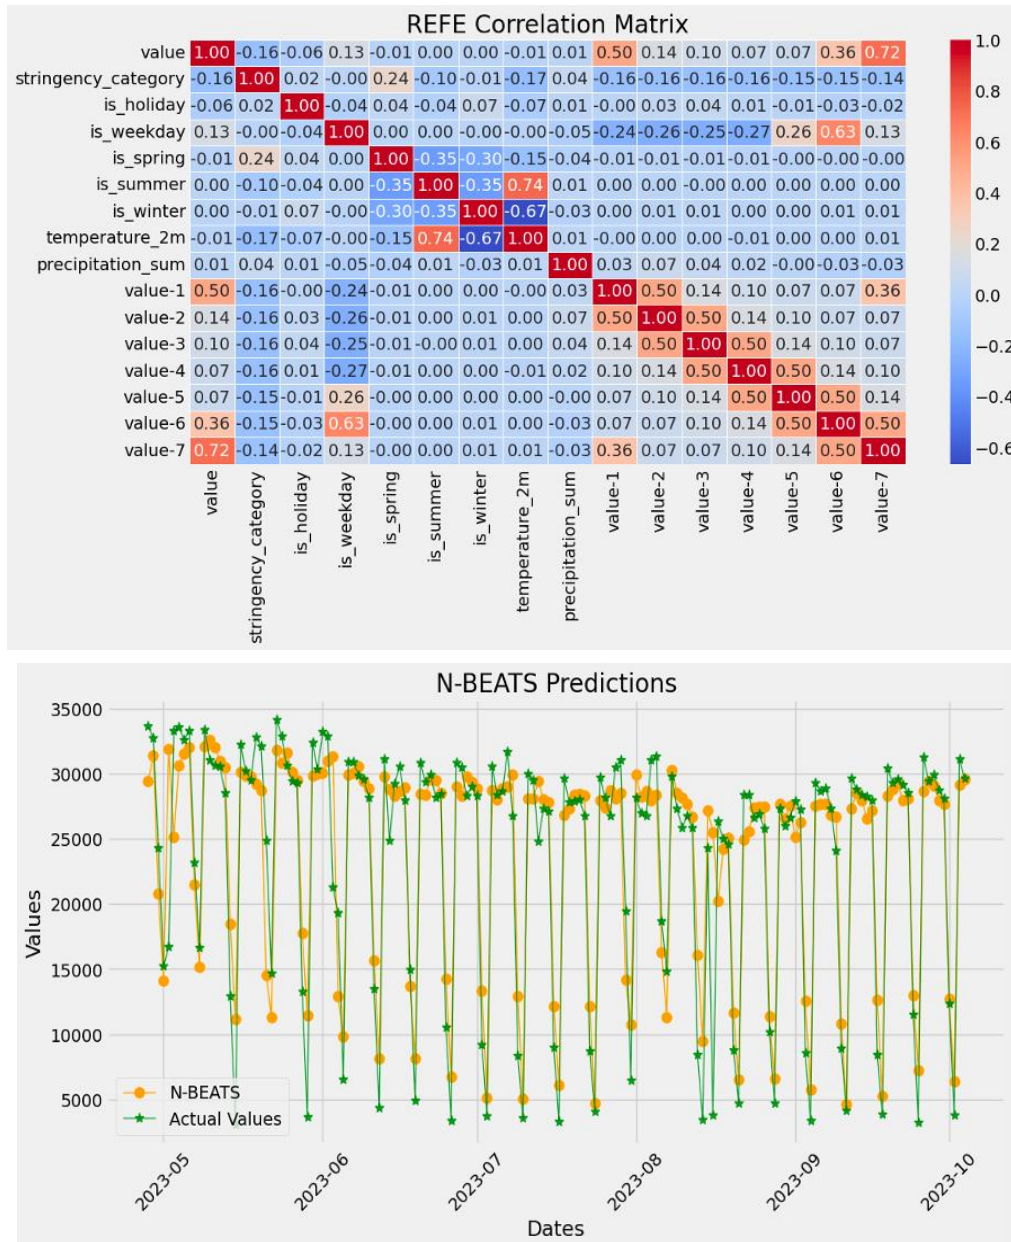 REFE Correlation Matrix
value 1.00 -0.16 -0.06 0.13 -0.01 0.00 0.00 -0.01 0.01 0.50 0.14 0.10 0.07 0.07 0.36 0.72
stringency_category -0.16 1.00 0.02 -0.00 0.24 -0.10 -0.01 -0.17 0.04 -0.16 -0.16 -0.16 -0.16 -0.15 -0.15 -0.14
is_holiday -0.06 0.02 1.00 -0.04 0.04 -0.04 0.07 -0.07 0.01 -0.00 0.03 0.04 0.01 -0.01 -0.03 -0.02
is_weekday 0.13 -0.00 -0.04 1.00 0.00 0.00 -0.00 -0.00 -0.05 -0.24 -0.26 -0.25 -0.27 0.26 0.63 0.13
is_spring -0.01 0.24 0.04 0.00 1.00 -0.35 -0.30 -0.15 -0.04 -0.01 -0.01 -0.01 -0.01 -0.00 -0.00 -0.00
is_summer 0.00 -0.10 -0.04 0.00 -0.35 1.00 -0.35 0.74 0.01 0.00 0.00 -0.00 0.00 0.00 0.00 0.00
is_winter 0.00 -0.01 0.07 -0.00 -0.30 -0.35 1.00 -0.67 -0.03 0.00 0.01 0.01 0.00 0.00 0.01 0.01
temperature_2m -0.01 -0.17 -0.07 -0.00 -0.15 0.74 -0.67 1.00 0.01 -0.00 0.00 0.00 -0.01 0.00 0.00 0.01
precipitation_sum 0.01 0.04 0.01 -0.05 -0.04 0.01 -0.03 0.01 1.00 0.03 0.07 0.04 0.02 -0.00 -0.03 -0.03
value-1 0.50 -0.16 -0.00 -0.24 -0.01 0.00 0.00 -0.00 0.03 1.00 0.50 0.14 0.10 0.07 0.07 0.36
value-2 0.14 -0.16 0.03 -0.26 -0.01 0.00 0.01 0.00 0.07 0.50 1.00 0.50 0.14 0.10 0.07 0.07
value-3 0.10 -0.16 0.04 -0.25 -0.01 -0.00 0.01 0.00 0.04 0.14 0.50 1.00 0.50 0.14 0.10 0.07
value-4 0.07 -0.16 0.01 -0.27 -0.01 0.00 0.00 -0.01 0.02 0.10 0.14 0.50 1.00 0.50 0.14 0.10
value-5 0.07 -0.15 -0.01 0.26 -0.00 0.00 0.00 0.00 -0.00 0.07 0.10 0.14 0.50 1.00 0.50 0.14
value-6 0.36 -0.15 -0.03 0.63 -0.00 0.00 0.01 0.00 -0.03 0.07 0.07 0.10 0.14 0.50 1.00 0.50
value-7 0.72 -0.14 -0.02 0.13 -0.00 0.00 0.01 0.01 -0.03 0.36 0.07 0.07 0.10 0.14 0.50 1.00
value stringency_category is_holiday is_weekday is_spring is_summer is_winter temperature_2m precipitation_sum value-1 value-2 value-3 value-4 value-5 value-6 value-7
1.0
0.8
0.6
0.4
0.2
0.0
−0.2
−0.4
−0.6
N-BEATS Predictions
35000
30000
25000
20000
15000
10000
5000
Values
N-BEATS
Actual Values
2023-05 2023-06 2023-07 2023-08 2023-09 2023-10
Dates